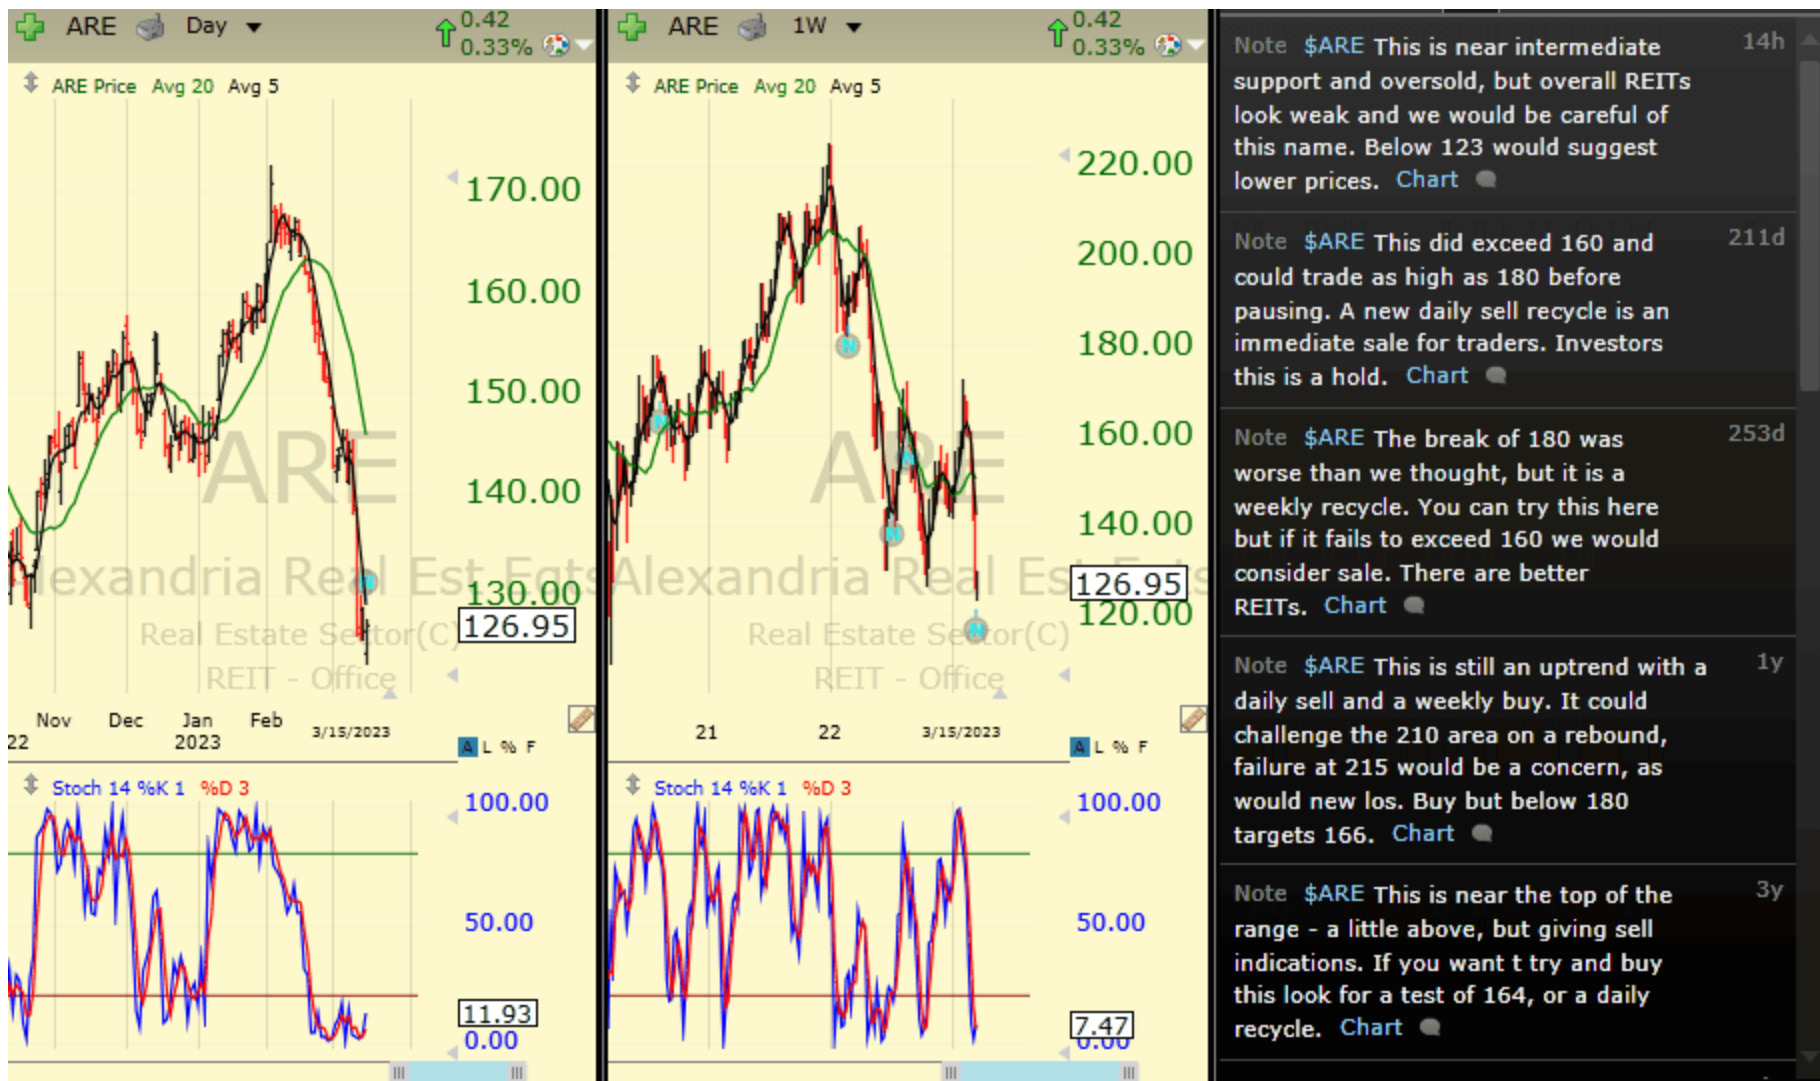 ARE Day 0.42
0.33%
ARE Price Avg 20 Avg 5
170.00
160.00
150.00
140.00
130.00
126.95
ARE
Alexandria Real Est Eqts
Real Estate Sector(C)
REIT - Office
22 Nov Dec Jan 2023 Feb 3/15/2023
A L % F
Stoch 14 %K 1 %D 3
100.00
50.00
11.93
0.00
ARE 1W 0.42
0.33%
ARE Price Avg 20 Avg 5
220.00
200.00
180.00
160.00
140.00
126.95
120.00
ARE
Alexandria Real Est Eqts
Real Estate Sector(C)
REIT - Office
N
N
N
N
N
N
21 22 3/15/2023
A L % F
Stoch 14 %K 1 %D 3
100.00
50.00
7.47
0.00
Note $ARE This is near intermediate 14h
support and oversold, but overall REITs
look weak and we would be careful of
this name. Below 123 would suggest
lower prices. Chart
Note $ARE This did exceed 160 and 211d
could trade as high as 180 before
pausing. A new daily sell recycle is an
immediate sale for traders. Investors
this is a hold. Chart
Note $ARE The break of 180 was 253d
worse than we thought, but it is a
weekly recycle. You can try this here
but if it fails to exceed 160 we would
consider sale. There are better
REITs. Chart
Note $ARE This is still an uptrend with a 1y
daily sell and a weekly buy. It could
challenge the 210 area on a rebound,
failure at 215 would be a concern, as
would new los. Buy but below 180
targets 166. Chart
Note $ARE This is near the top of the 3y
range - a little above, but giving sell
indications. If you want t try and buy
this look for a test of 164, or a daily
recycle. Chart